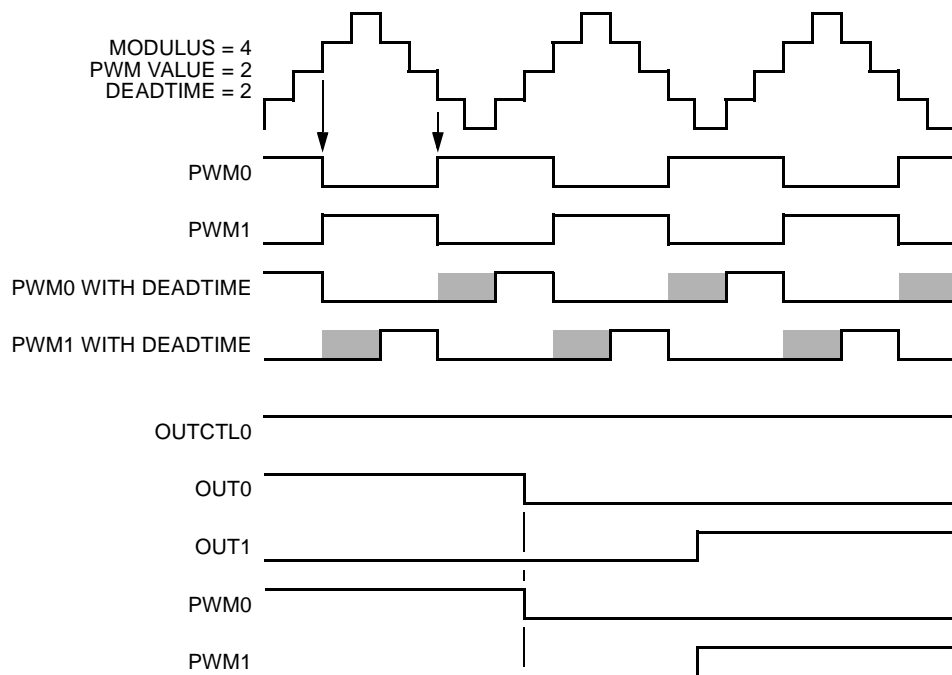 MODULUS = 4
PWM VALUE = 2
DEADTIME = 2
PWM0
PWM1
PWM0 WITH DEADTIME
PWM1 WITH DEADTIME
OUTCTL0
OUT0
OUT1
PWM0
PWM1